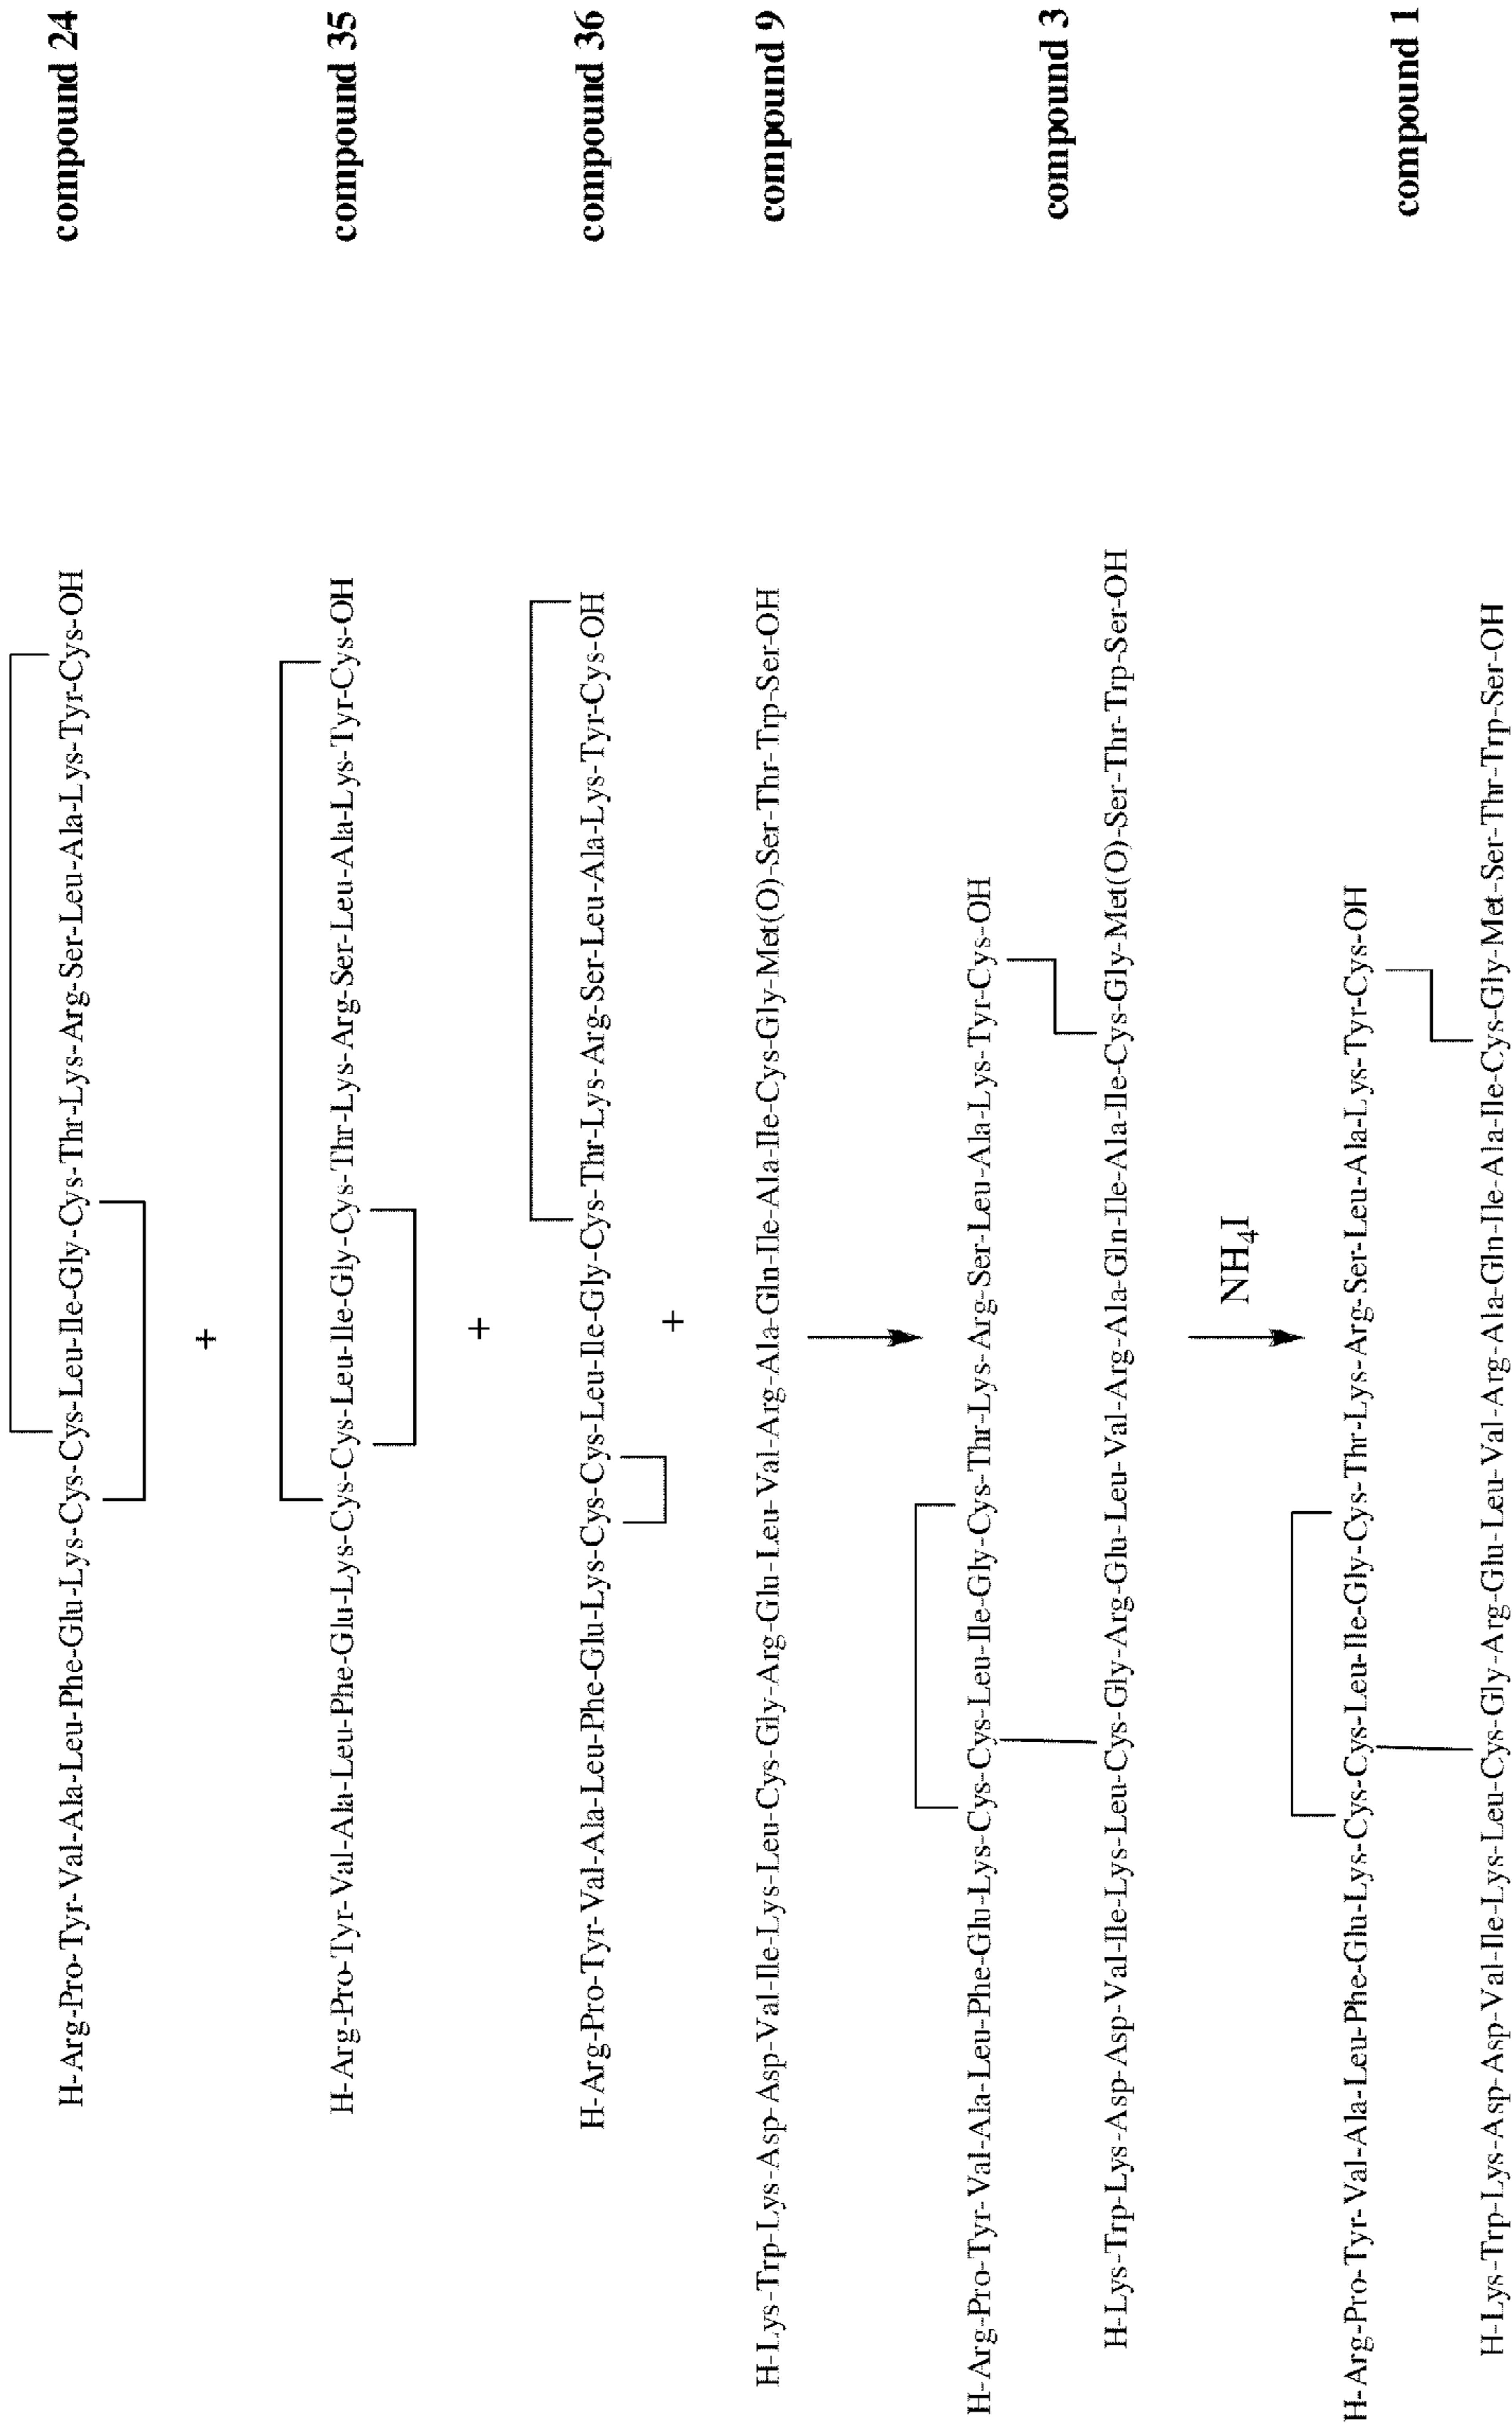 H-Arg-Pro-Tyr-Val-Ala-Leu-Phe-Glu-Lys-Cys-Cys-Leu-Ile-Gly-Cys-Thr-Lys-Arg-Ser-Leu-Ala-Lys-Tyr-Cys-OH compound 24
+
H-Arg-Pro-Tyr-Val-Ala-Leu-Phe-Glu-Lys-Cys-Cys-Leu-Ile-Gly-Cys-Thr-Lys-Arg-Ser-Leu-Ala-Lys-Tyr-Cys-OH compound 35
+
H-Arg-Pro-Tyr-Val-Ala-Leu-Phe-Glu-Lys-Cys-Cys-Leu-Ile-Gly-Cys-Thr-Lys-Arg-Ser-Leu-Ala-Lys-Tyr-Cys-OH compound 36
+
H-Lys-Trp-Lys-Asp-Asp-Val-Ile-Lys-Leu-Cys-Gly-Arg-Glu-Leu-Val-Arg-Ala-Gln-Ile-Ala-Ile-Cys-Gly-Met(O)-Ser-Thr-Trp-Ser-OH compound 9
H-Arg-Pro-Tyr-Val-Ala-Leu-Phe-Glu-Lys-Cys-Cys-Leu-Ile-Gly-Cys-Thr-Lys-Arg-Ser-Leu-Ala-Lys-Tyr-Cys-OH
compound 3
H-Lys-Trp-Lys-Asp-Asp-Val-Ile-Lys-Leu-Cys-Gly-Arg-Glu-Leu-Val-Arg-Ala-Gln-Ile-Ala-Ile-Cys-Gly-Met(O)-Ser-Thr-Trp-Ser-OH
NH4I
H-Arg-Pro-Tyr-Val-Ala-Leu-Phe-Glu-Lys-Cys-Cys-Leu-Ile-Gly-Cys-Thr-Lys-Arg-Ser-Leu-Ala-Lys-Tyr-Cys-OH
compound 1
H-Lys-Trp-Lys-Asp-Asp-Val-Ile-Lys-Leu-Cys-Gly-Arg-Glu-Leu-Val-Arg-Ala-Gln-Ile-Ala-Ile-Cys-Gly-Met-Ser-Thr-Trp-Ser-OH